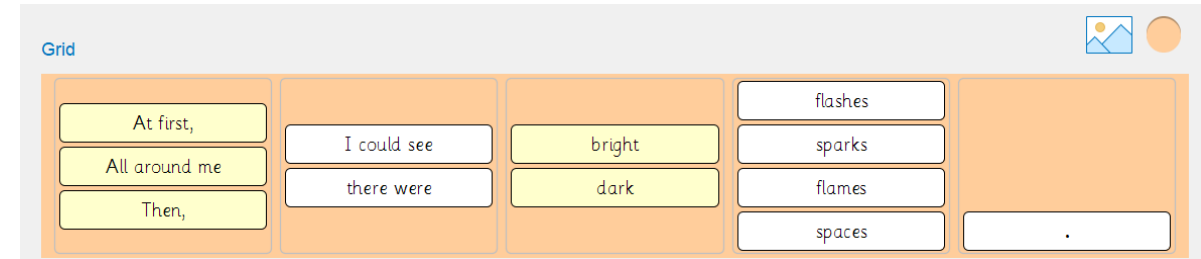 Grid
At first,
All around me
Then,
I could see
there were
bright
dark
flashes
sparks
flames
spaces
.